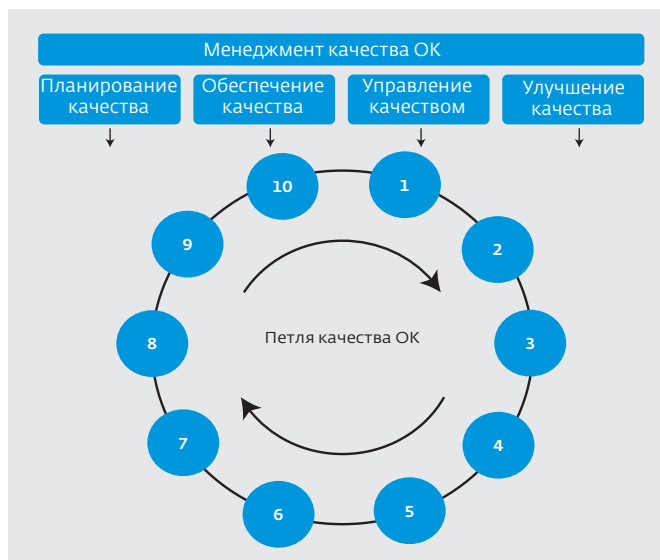 Менеджмент качества ОК
Планирование
качества
Обеспечение
качества
Управление
качеством
Улучшение
качества
10
1
9
2
8
Петля качества ОК
3
7
4
6
5